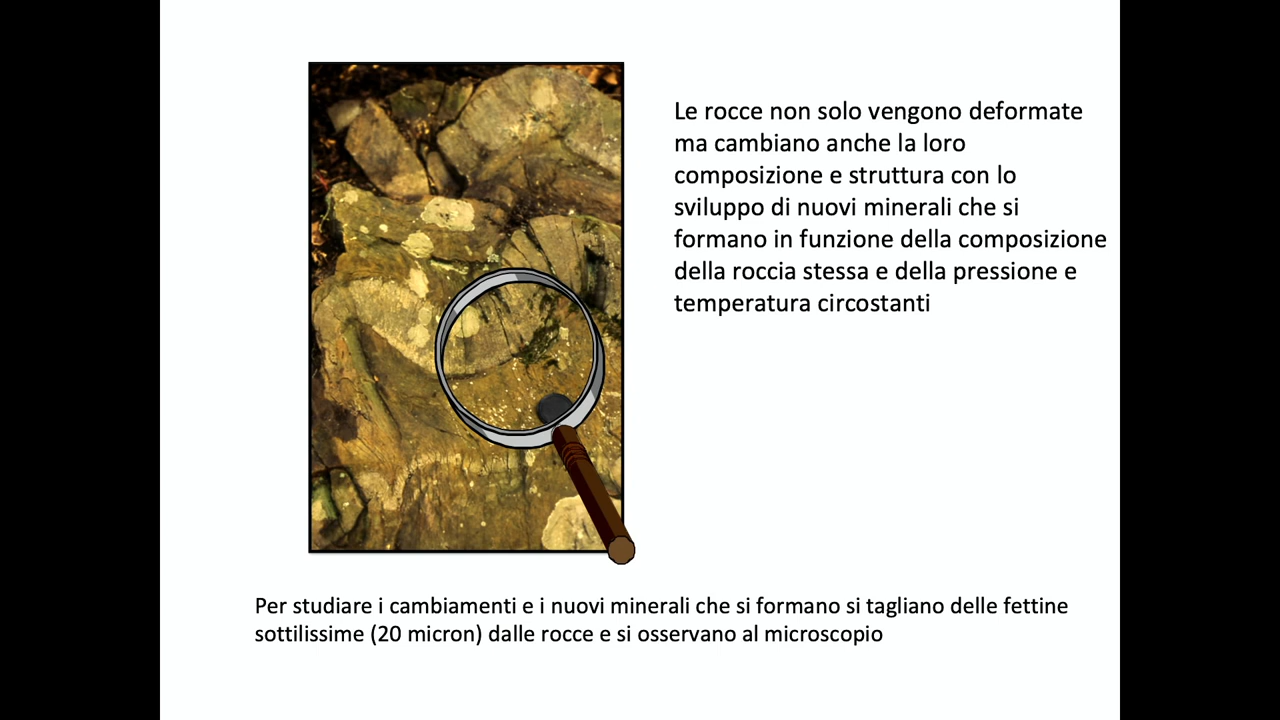 Le rocce non solo vengono deformate
ma cambiano anche la loro
composizione e struttura con lo
sviluppo di nuovi minerali che si
formano in funzione della composizione
della roccia stessa e della pressione e
temperatura circostanti
Per studiare i cambiamenti e i nuovi minerali che si formano si tagliano delle fettine
sottilissime (20 micron) dalle rocce e si osservano al microscopio